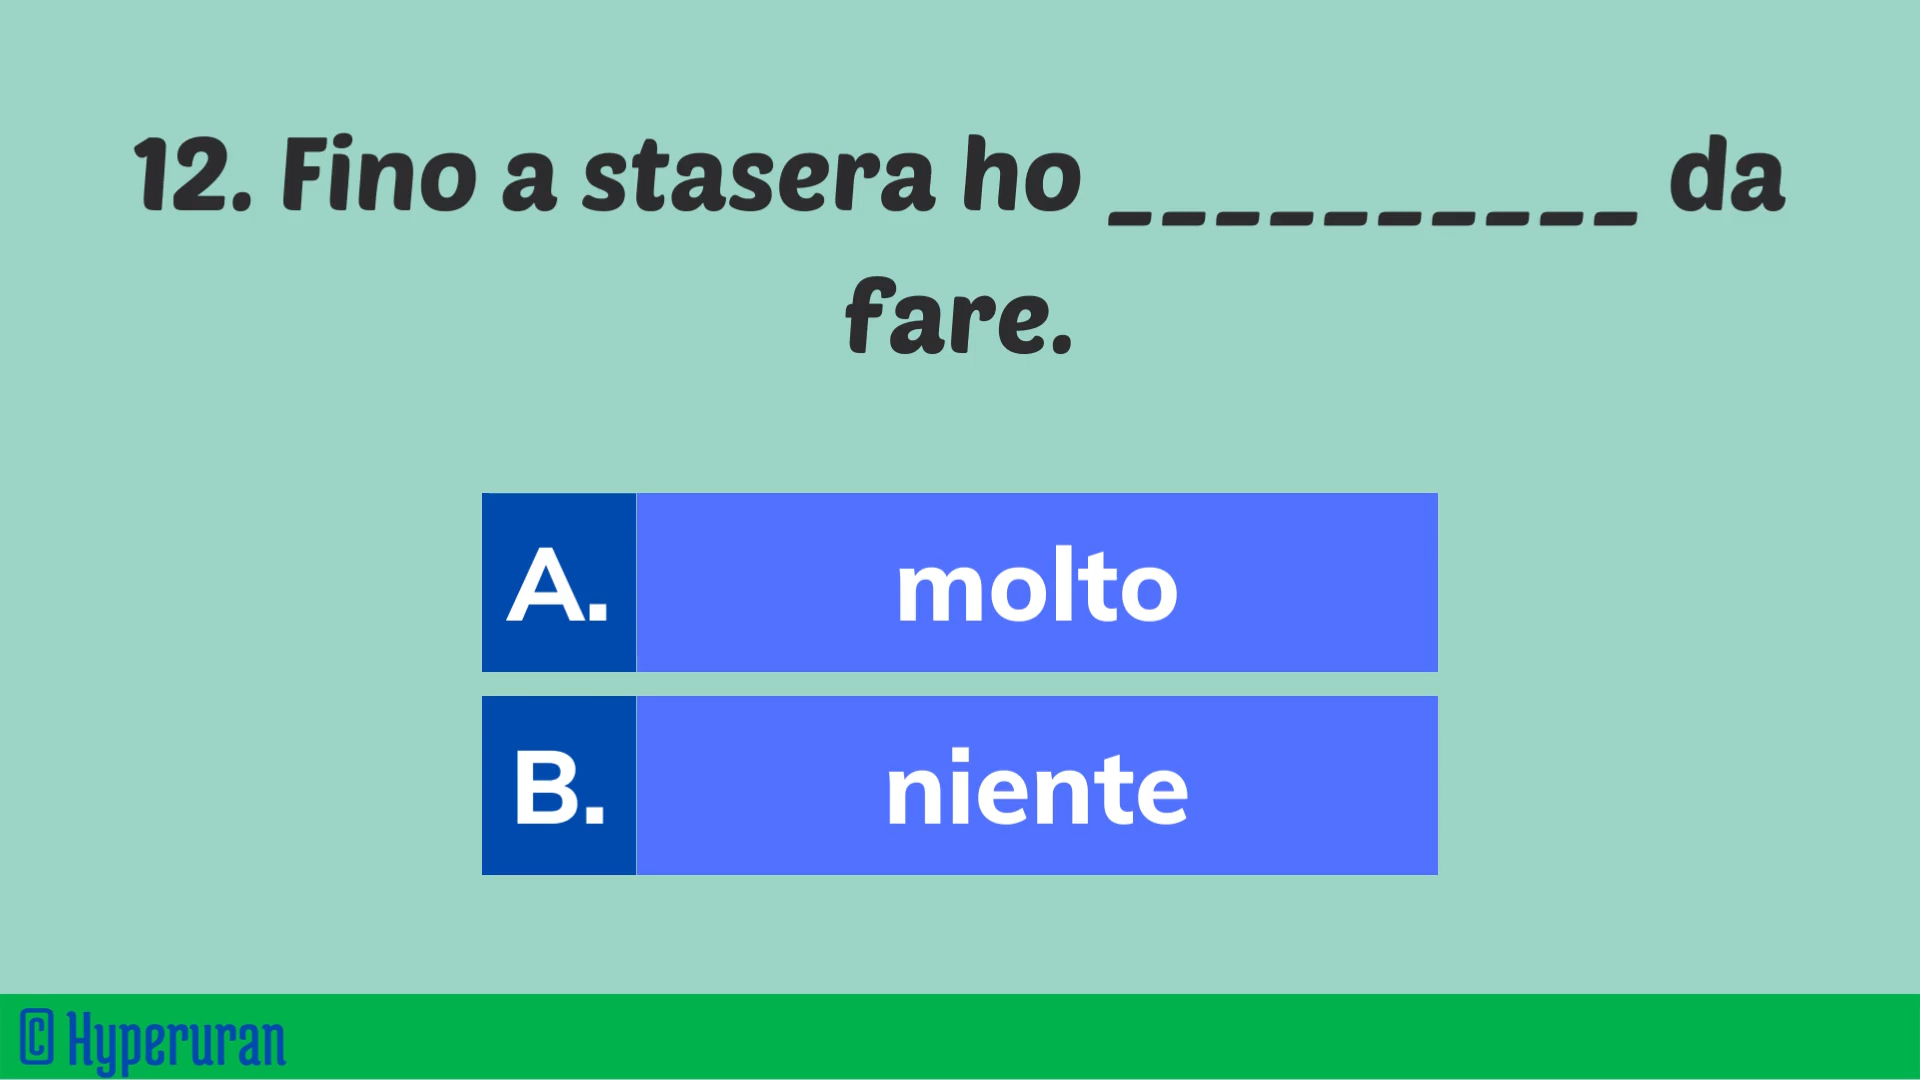 12. Fino a stasera ho __________ da
fare.
A. molto
B. niente
© Hyperuran